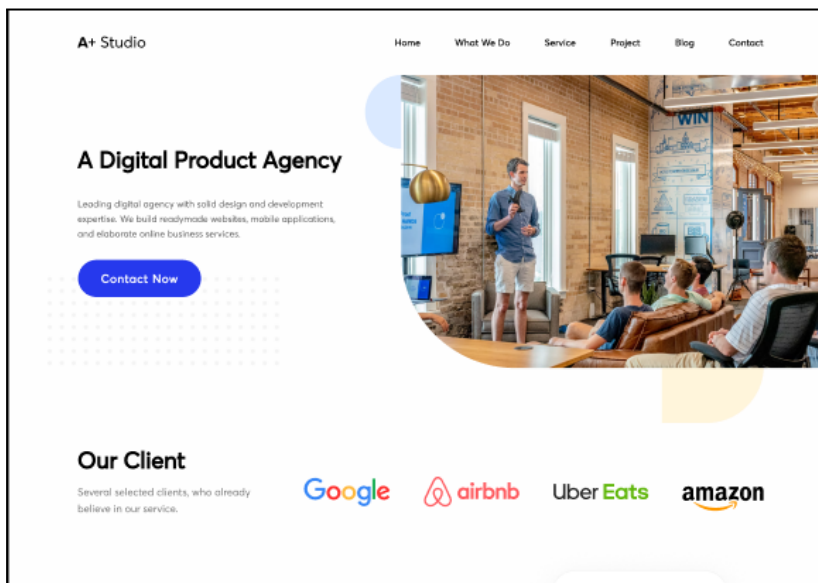 A+ Studio
Home
What We Do
Service
Project
Blog
Contact
WIN
A Digital Product Agency
Leading digital agency with solid design and development
expertise. We build readymade websites, mobile applications,
and elaborate online business services.
Contact Now
Our Client
Several selected clients, who already
believe in our service.
Google
airbnb
Uber Eats
amazon